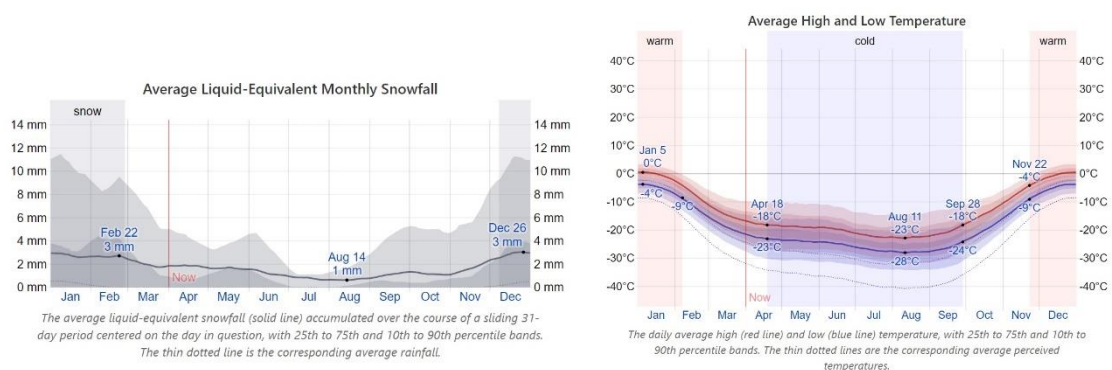 Average Liquid-Equivalent Monthly Snowfall
snow
14 mm 14 mm
12 mm 12 mm
10 mm 10 mm
8 mm 8 mm
6 mm 6 mm
4 mm 4 mm
2 mm 2 mm
0 mm 0 mm
Feb 22
3 mm
Aug 14
1 mm
Dec 26
3 mm
Now
Jan Feb Mar Apr May Jun Jul Aug Sep Oct Nov Dec
The average liquid-equivalent snowfall (solid line) accumulated over the course of a sliding 31-
day period centered on the day in question, with 25th to 75th and 10th to 90th percentile bands.
The thin dotted line is the corresponding average rainfall.
Average High and Low Temperature
warm cold warm
40°C 40°C
30°C 30°C
20°C 20°C
10°C 10°C
0°C 0°C
-10°C -10°C
-20°C -20°C
-30°C -30°C
-40°C -40°C
Jan 5
0°C
-4°C
-9°C
Apr 18
-18°C
-23°C
Aug 11
-23°C
-28°C
Sep 28
-18°C
-24°C
Nov 22
-4°C
-9°C
Now
Jan Feb Mar Apr May Jun Jul Aug Sep Oct Nov Dec
The daily average high (red line) and low (blue line) temperature, with 25th to 75th and 10th to
90th percentile bands. The thin dotted lines are the corresponding average perceived
temperatures.